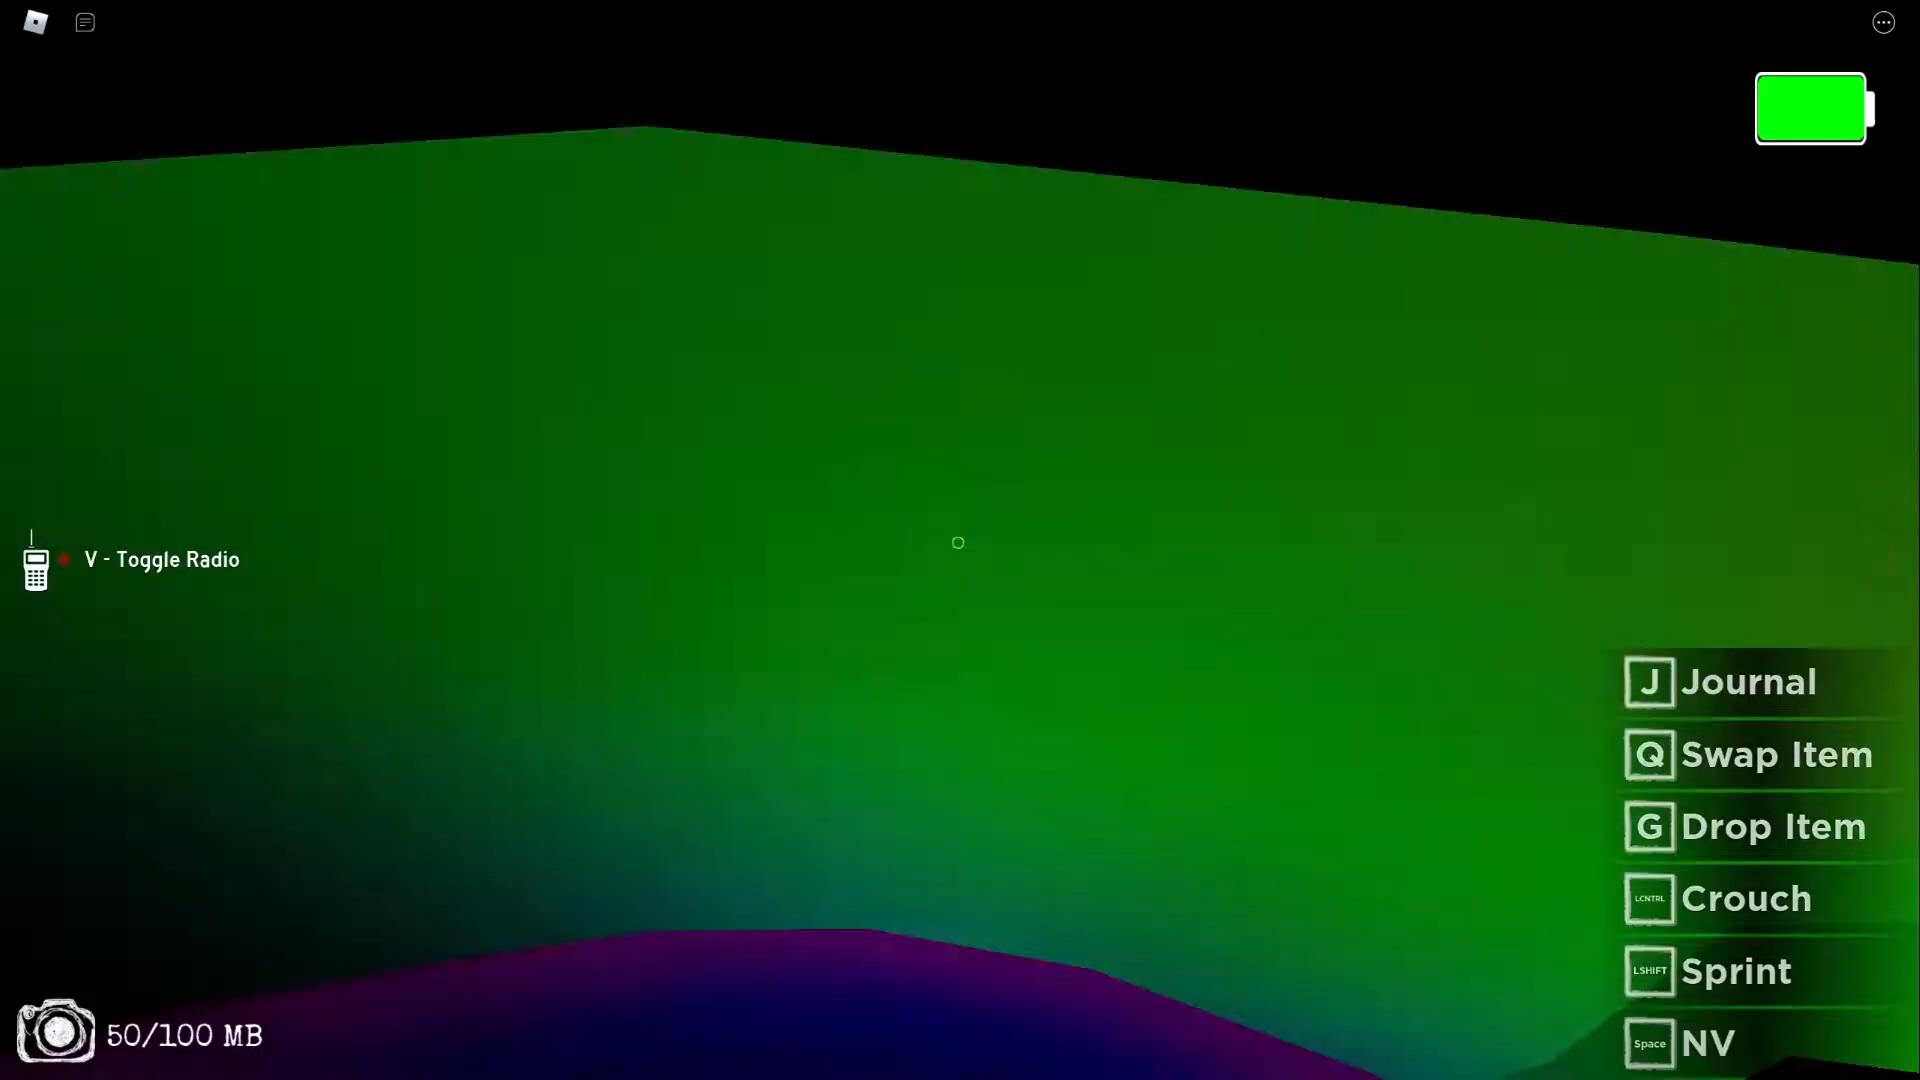 V - Toggle Radio
J Journal
Q Swap Item
G Drop Item
LCNTRL Crouch
LSHIFT Sprint
Space NV
50/100 MB